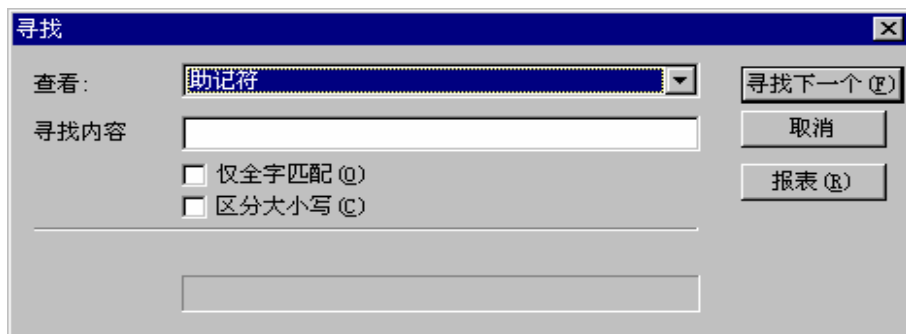 寻找
查看: 助记符 寻找下一个(F)
寻找内容 取消
仅全字匹配(O)
报表(R)
区分大小写(C)